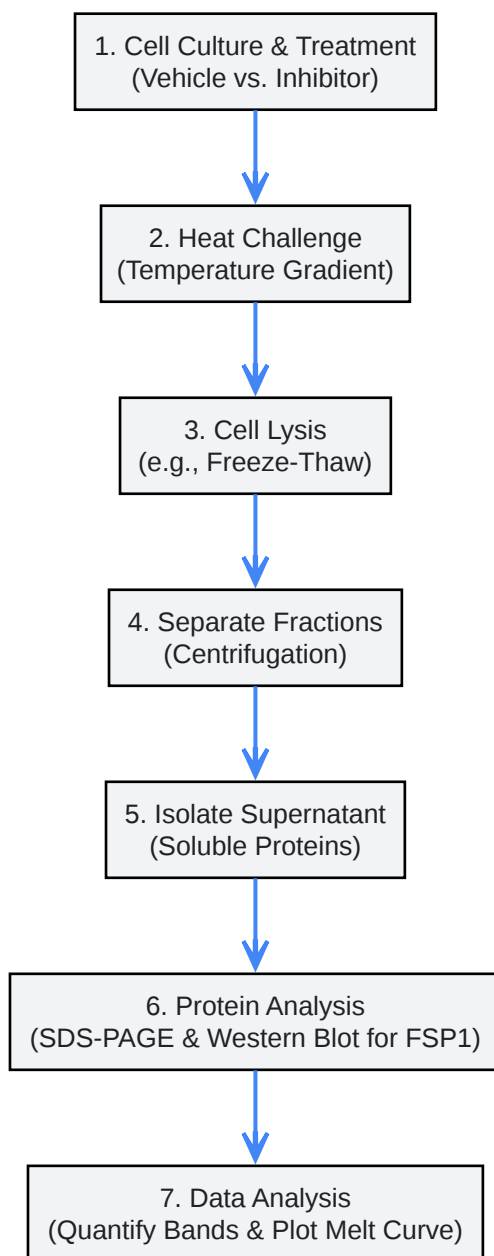 1. Cell Culture & Treatment
(Vehicle vs. Inhibitor)
2. Heat Challenge
(Temperature Gradient)
3. Cell Lysis
(e.g., Freeze-Thaw)
4. Separate Fractions
(Centrifugation)
5. Isolate Supernatant
(Soluble Proteins)
6. Protein Analysis
(SDS-PAGE & Western Blot for FSP1)
7. Data Analysis
(Quantify Bands & Plot Melt Curve)